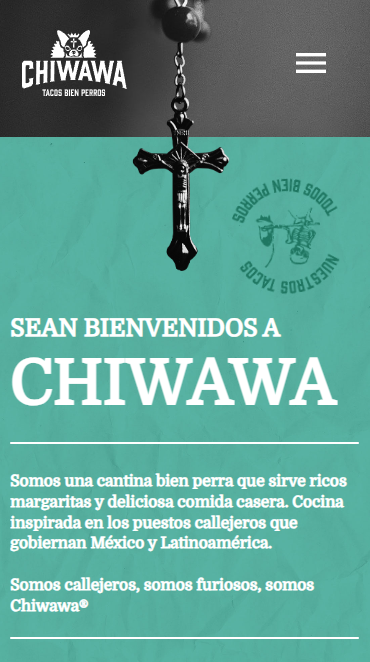 CHIWAWA
TACOS BIEN PERROS
INRI
TODOS BIEN PERROS
NUESTROS TACOS
SEAN BIENVENIDOS A
CHIWAWA
Somos una cantina bien perra que sirve ricos
margaritas y deliciosa comida casera. Cocina
inspirada en los puestos callejeros que
gobiernan México y Latinoamérica.
Somos callejeros, somos furiosos, somos
Chiwawa®